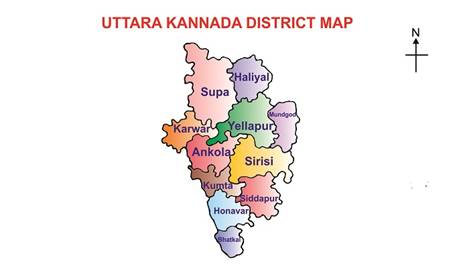 UTTARA KANNADA DISTRICT MAP
N
Haliyal
Supa
Mundgod
Karwar
Yellapur
Ankola
Sirisi
Kumta
Siddapur
Honavar
Bhatkal